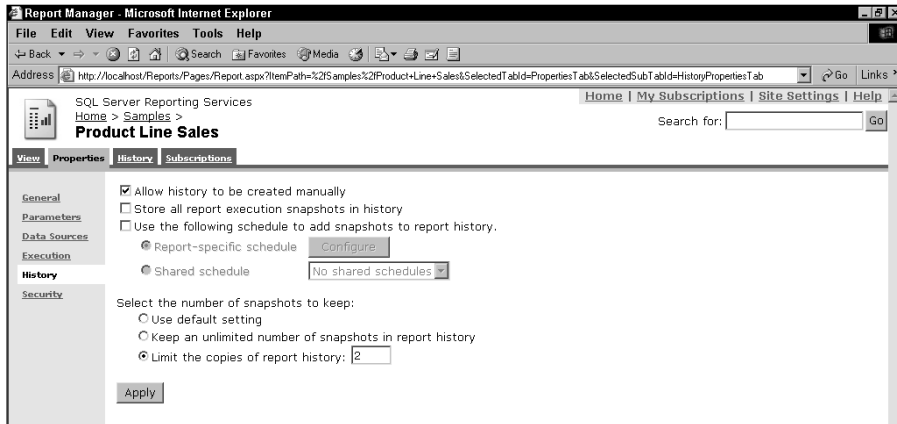 Report Manager - Microsoft Internet Explorer
File Edit View Favorites Tools Help
Back Search Favorites Media
Address http://localhost/Reports/Pages/Report.aspx?ItemPath=%2fSamples%2fProduct+Line+Sales&SelectedTabId=PropertiesTab&SelectedSubTabId=HistoryPropertiesTab Go Links
SQL Server Reporting Services
Home | My Subscriptions | Site Settings | Help
Home > Samples >
Product Line Sales
Search for: Go
View Properties History Subscriptions
General
Parameters
Data Sources
Execution
History
Security
Allow history to be created manually
Store all report execution snapshots in history
Use the following schedule to add snapshots to report history.
Report-specific schedule Configure
Shared schedule No shared schedules
Select the number of snapshots to keep:
Use default setting
Keep an unlimited number of snapshots in report history
Limit the copies of report history: 2
Apply